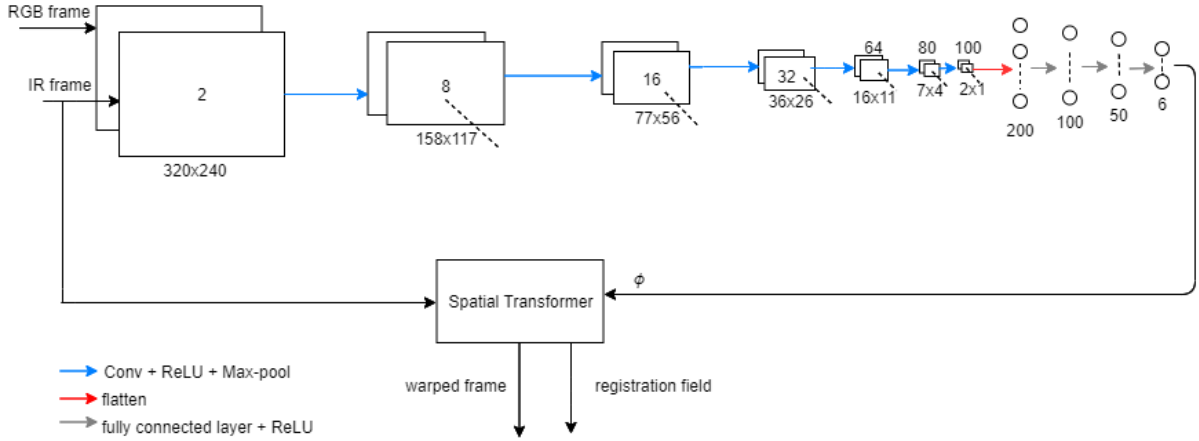 RGB frame
IR frame
2
320x240
8
158x117
16
77x56
32
36x26
64
16x11
80
7x4
100
2x1
200
100
50
6
ϕ
Spatial Transformer
warped frame
registration field
Conv + ReLU + Max-pool
flatten
fully connected layer + ReLU